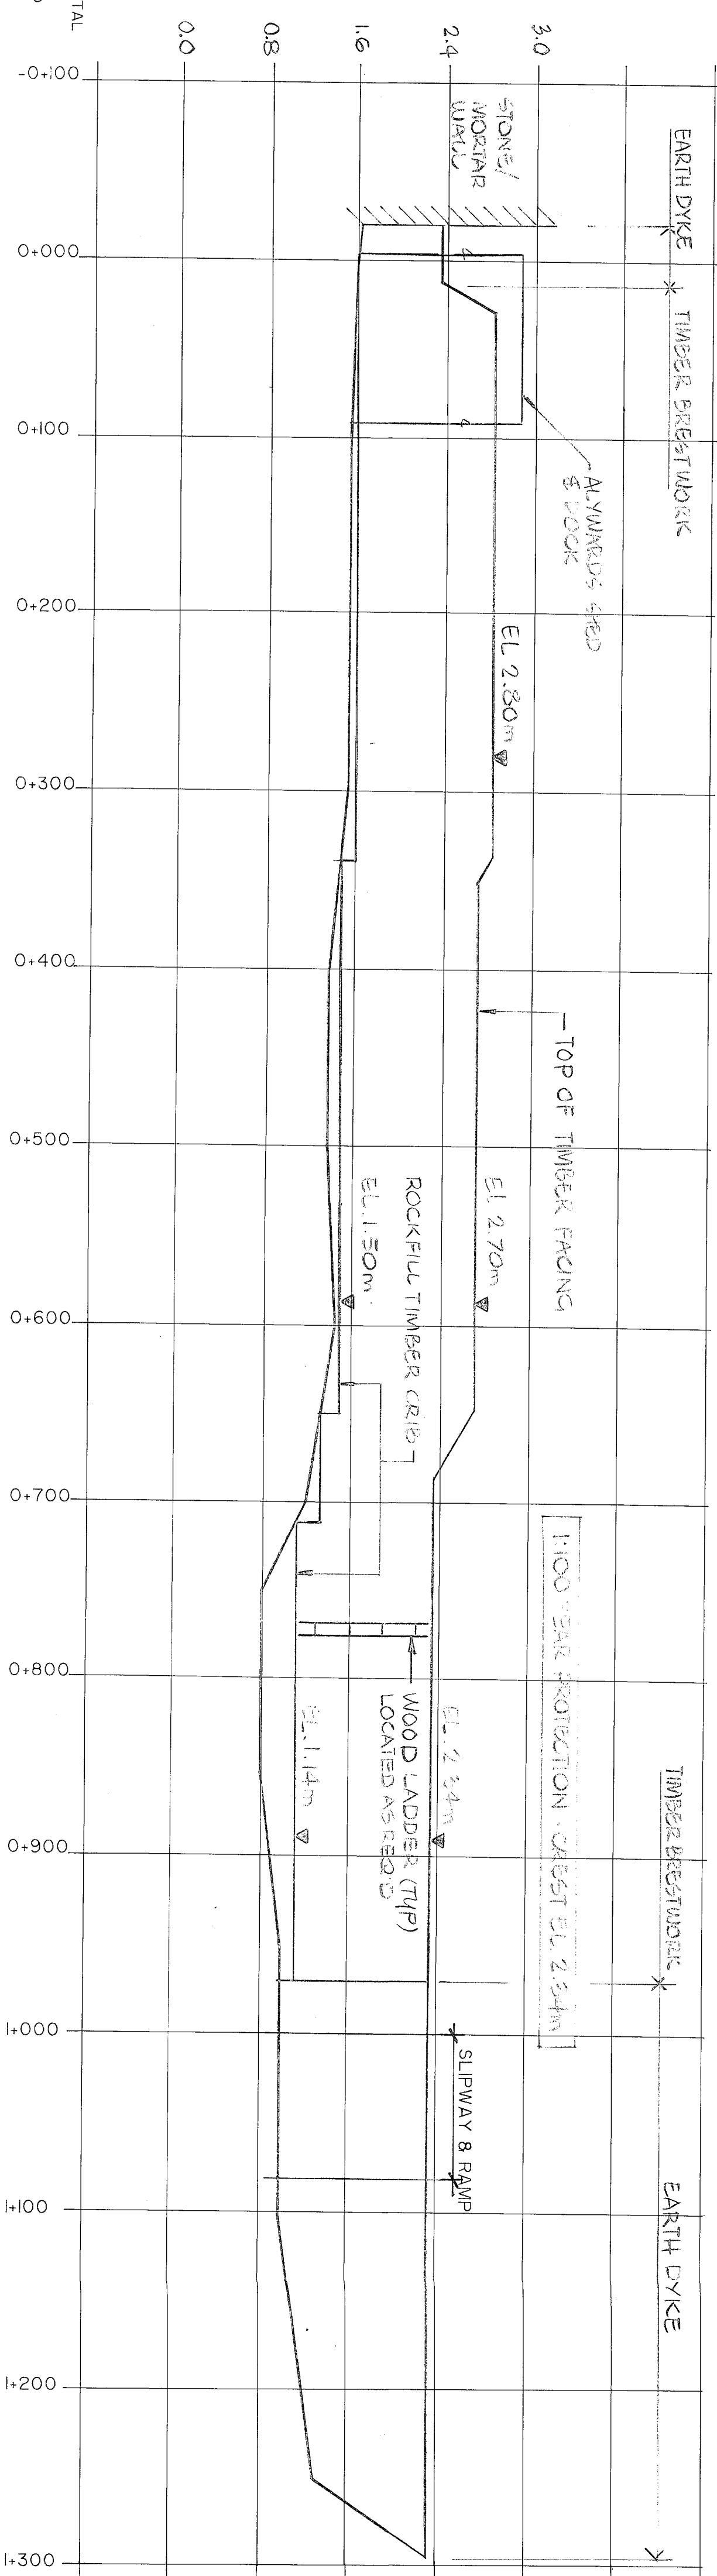 EARTH DYKE
TIMBER BRESTWORK
TIMBER BRESTWORK
EARTH DYKE
STONE/
MORTAR
WALL
ALYWARDS SHED
& DOCK
EL 2.80m
TOP OF TIMBER FACING
EL 2.70m
ROCKFILL TIMBER CRIB
EL. 1.50m
1:100 YEAR PROTECTION - CREST EL. 2.34m
EL. 2.34m
WOOD LADDER (TYP)
LOCATED AS REQ'D
EL. 1.14m
SLIPWAY & RAMP
3.0
2.4
1.6
0.8
0.0
TAL
-0+100
0+000
0+100
0+200
0+300
0+400
0+500
0+600
0+700
0+800
0+900
1+000
1+100
1+200
1+300